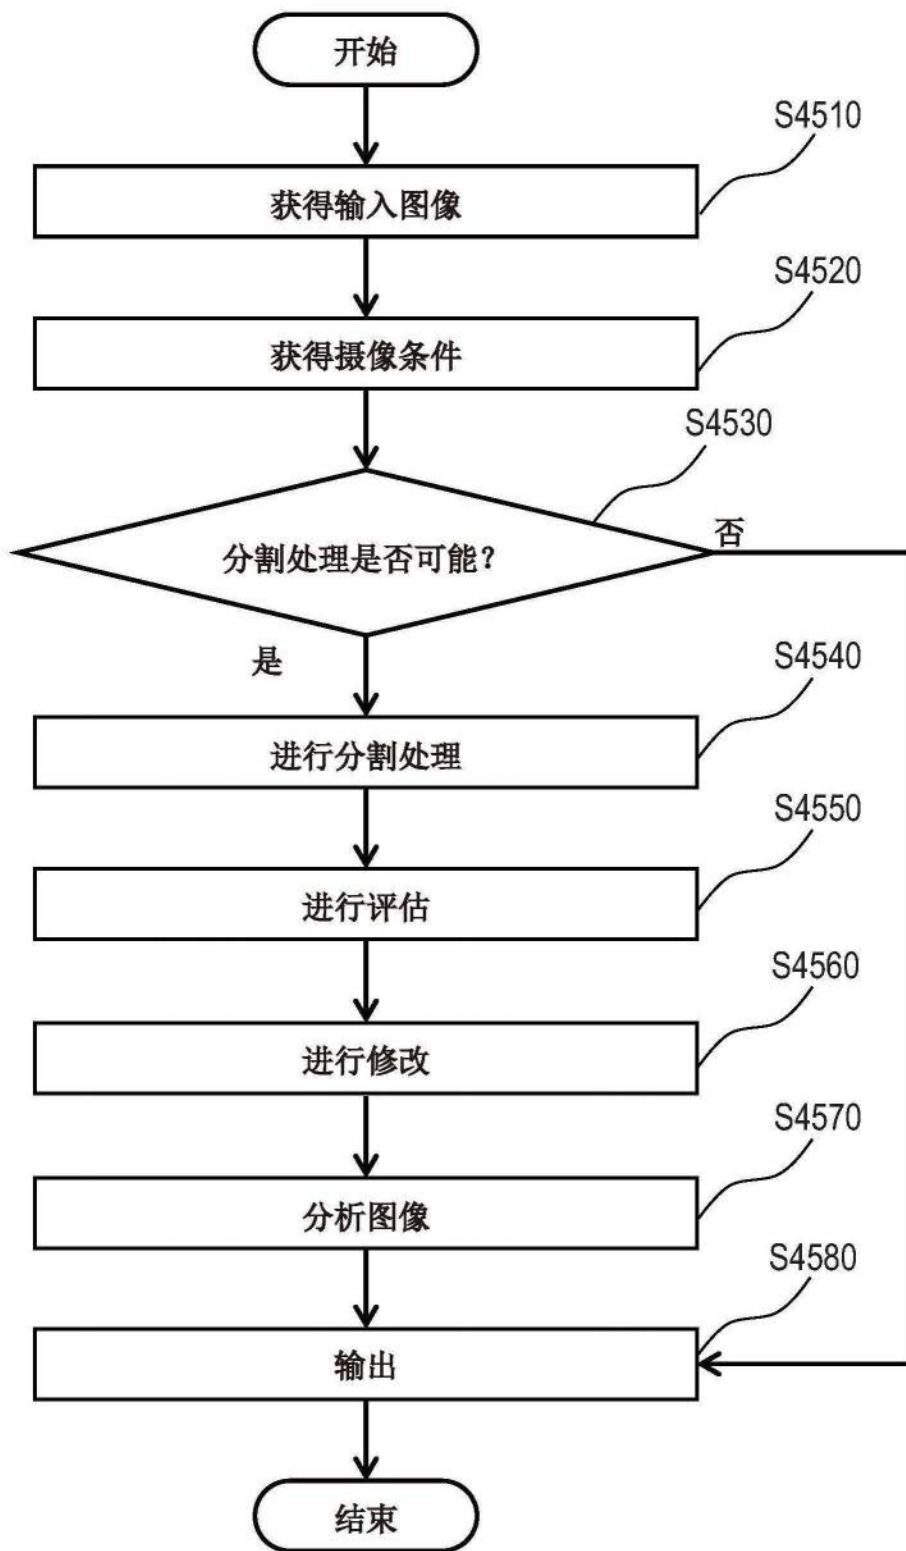 开始
S4510
获得输入图像
S4520
获得摄像条件
S4530
分割处理是否可能？
否
是
S4540
进行分割处理
S4550
进行评估
S4560
进行修改
S4570
分析图像
S4580
输出
结束